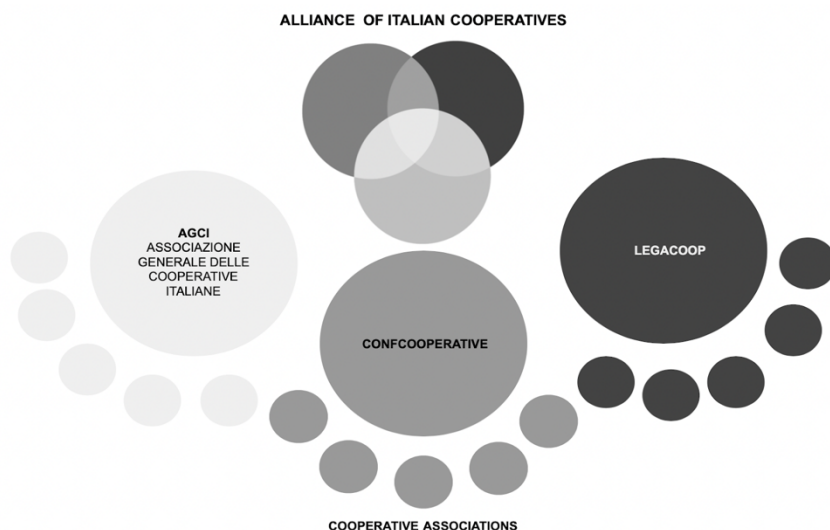 ALLIANCE OF ITALIAN COOPERATIVES
AGCI
ASSOCIAZIONE
GENERALE DELLE
COOPERATIVE
ITALIANE
LEGACOOP
CONFCOOPERATIVE
COOPERATIVE ASSOCIATIONS